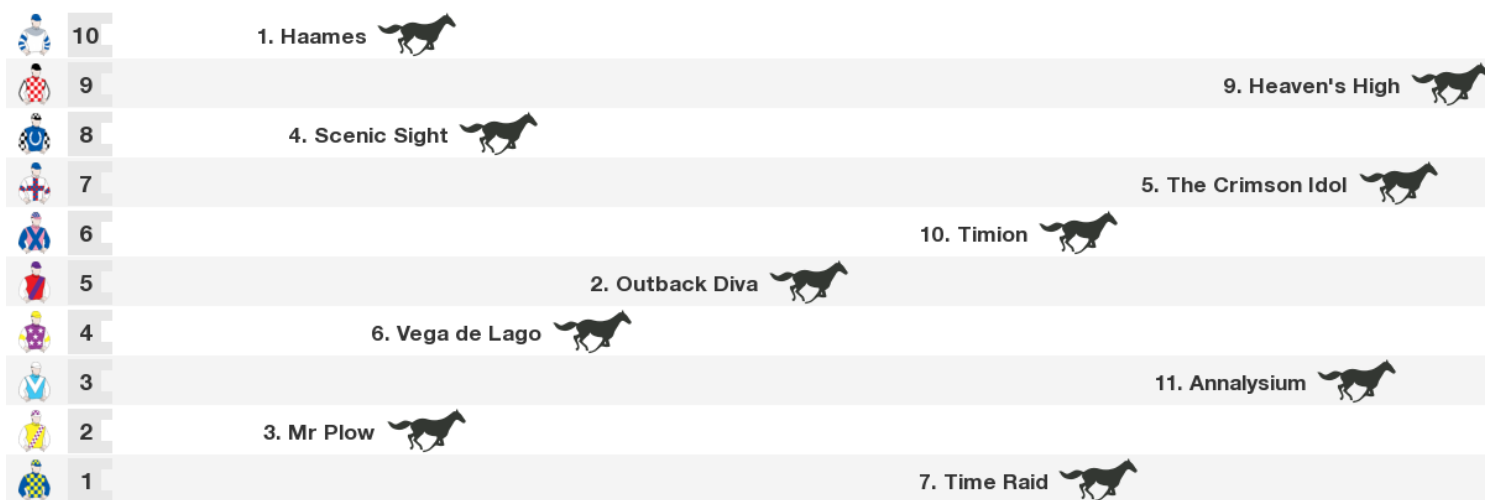 10 1. Haames
9 9. Heaven's High
8 4. Scenic Sight
7 5. The Crimson Idol
6 10. Timion
5 2. Outback Diva
4 6. Vega de Lago
3 11. Annalysium
2 3. Mr Plow
1 7. Time Raid